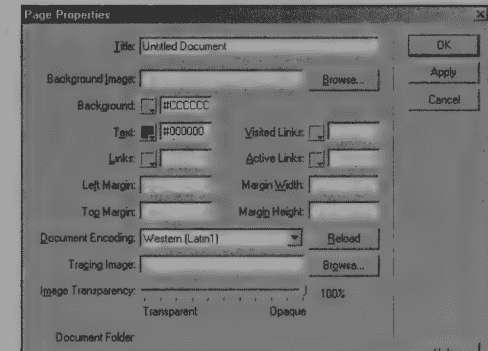 Page Properties
Title: Untitled Document
OK
Background Image:
Browse...
Apply
Background: #CCCCCC
Cancel
Text: #000000
Visited Links:
Links:
Active Links:
Left Margin:
Margin Width:
Top Margin:
Margin Height:
Document Encoding: Western (Latin1)
Reload
Tracing Image:
Browse...
Image Transparency:
100%
Transparent
Opaque
Document Folder